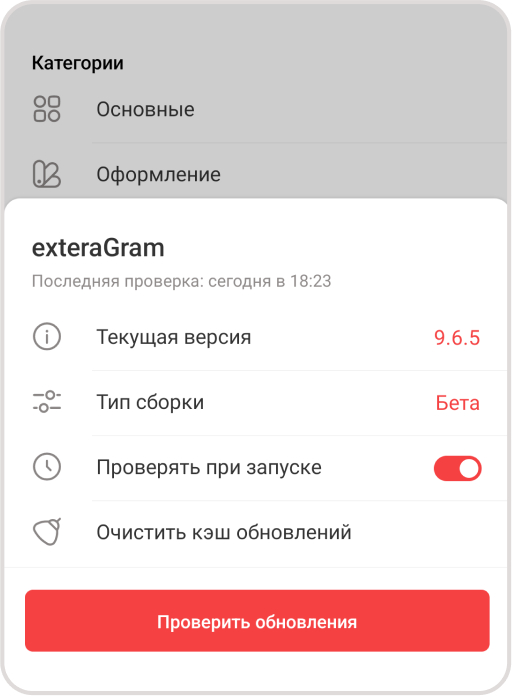 Категории
Основные
Оформление
exteraGram
Последняя проверка: сегодня в 18:23
Текущая версия 9.6.5
Тип сборки Бета
Проверять при запуске
Очистить кэш обновлений
Проверить обновления